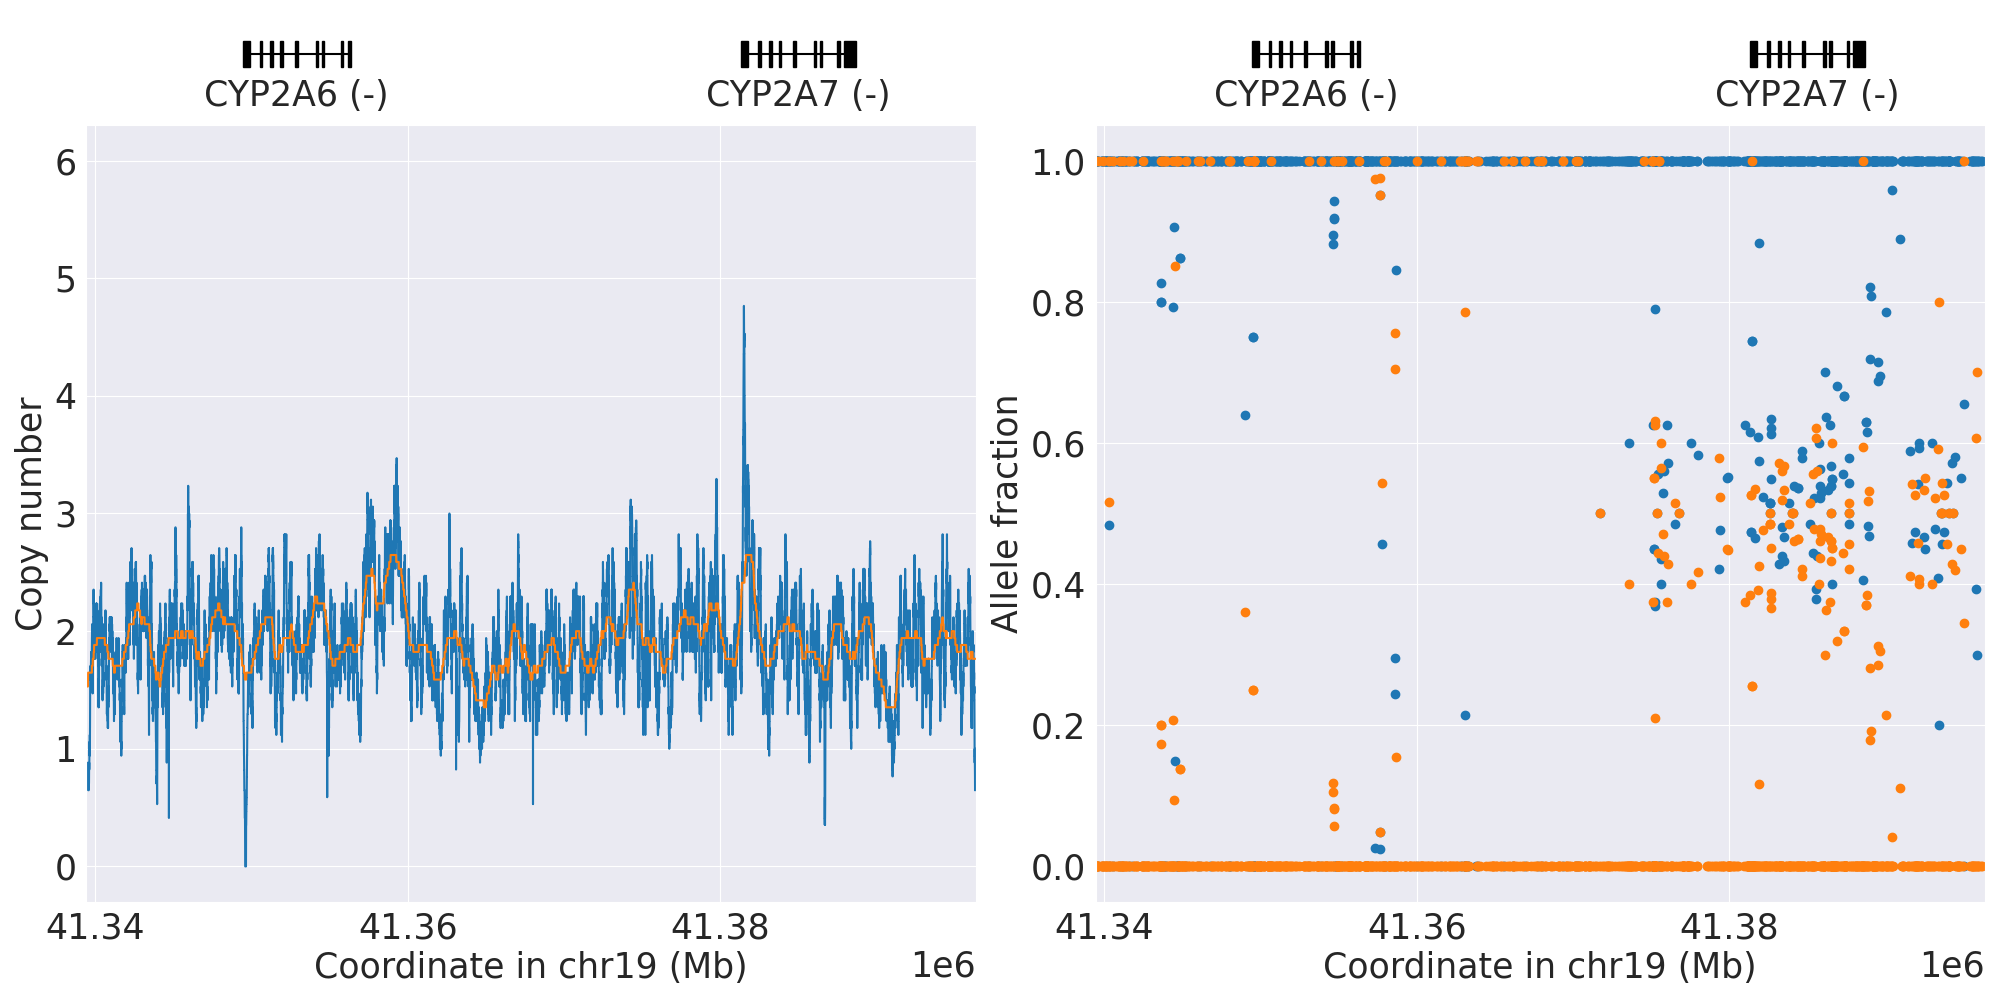 CYP2A6 (-) CYP2A7 (-) CYP2A6 (-) CYP2A7 (-)
6
5
4
3
2
1
0
Copy number
41.34 41.36 41.38
Coordinate in chr19 (Mb) 1e6
1.0
0.8
0.6
0.4
0.2
0.0
Allele fraction
41.34 41.36 41.38
Coordinate in chr19 (Mb) 1e6